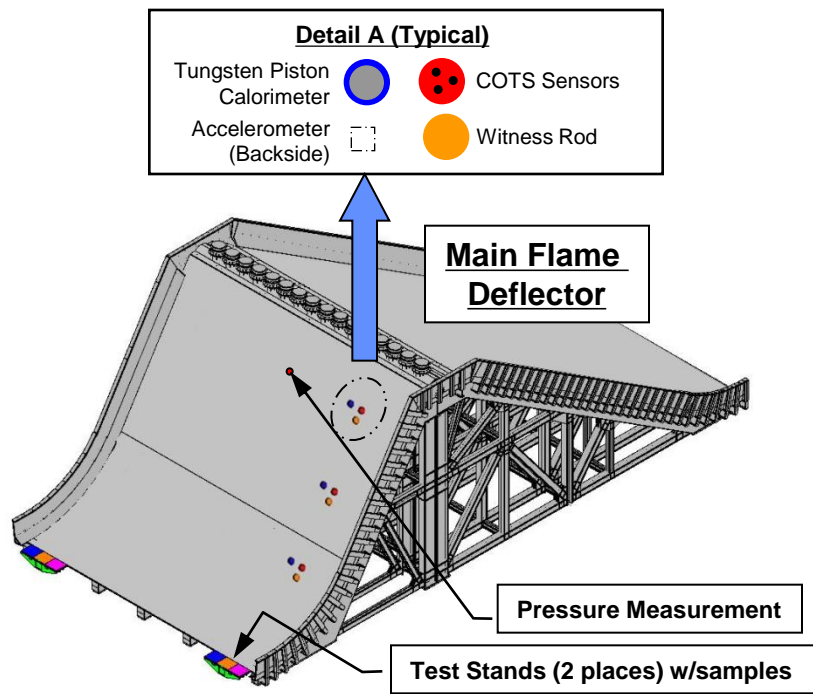 Detail A (Typical)
Tungsten Piston
Calorimeter
COTS Sensors
Accelerometer
(Backside)
Witness Rod
Main Flame
Deflector
Pressure Measurement
Test Stands (2 places) w/samples